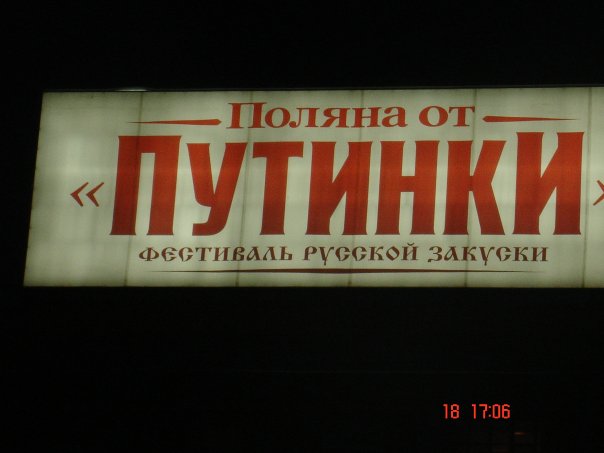 Поляна от
«ПУТИНКИ»
ФЕСТИВАЛЬ РУССКОЙ ЗАКУСКИ
18 17:06